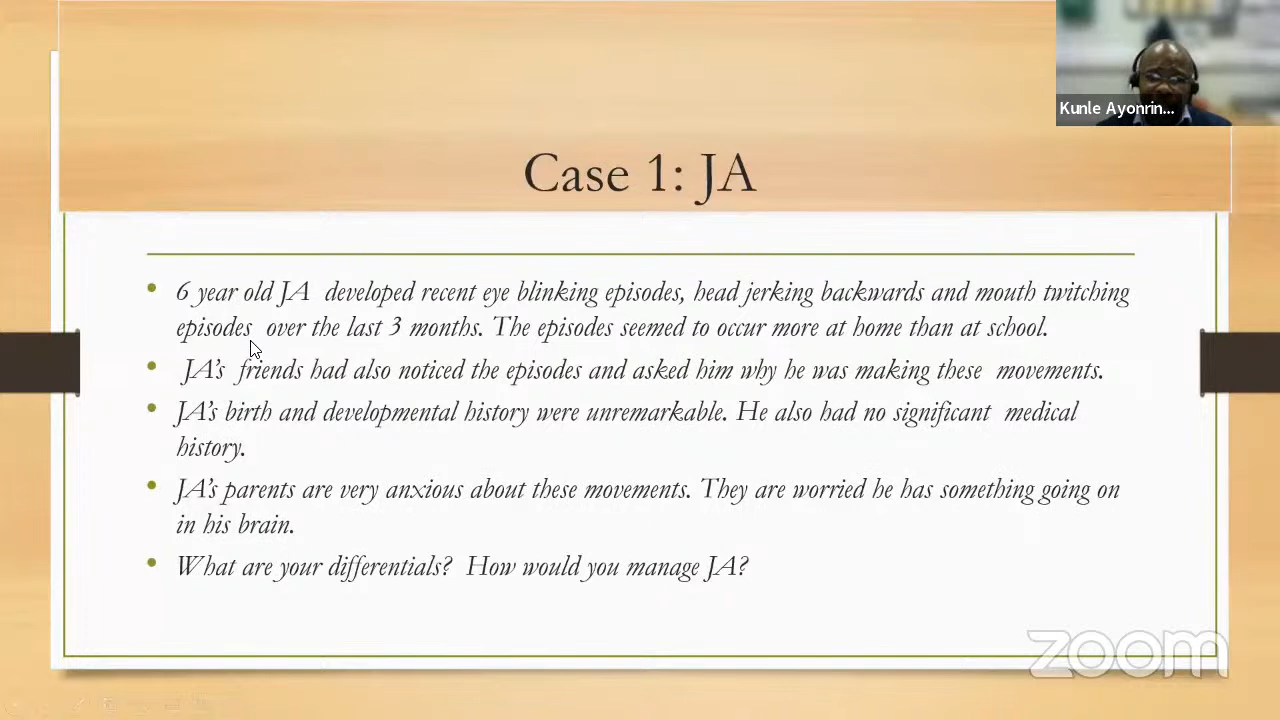 Kunle Ayonrin...
Case 1: JA
• 6 year old JA developed recent eye blinking episodes, head jerking backwards and mouth twitching
episodes over the last 3 months. The episodes seemed to occur more at home than at school.
• JA's friends had also noticed the episodes and asked him why he was making these movements.
• JA's birth and developmental history were unremarkable. He also had no significant medical
history.
• JA's parents are very anxious about these movements. They are worried he has something going on
in his brain.
• What are your differentials? How would you manage JA?
zoom